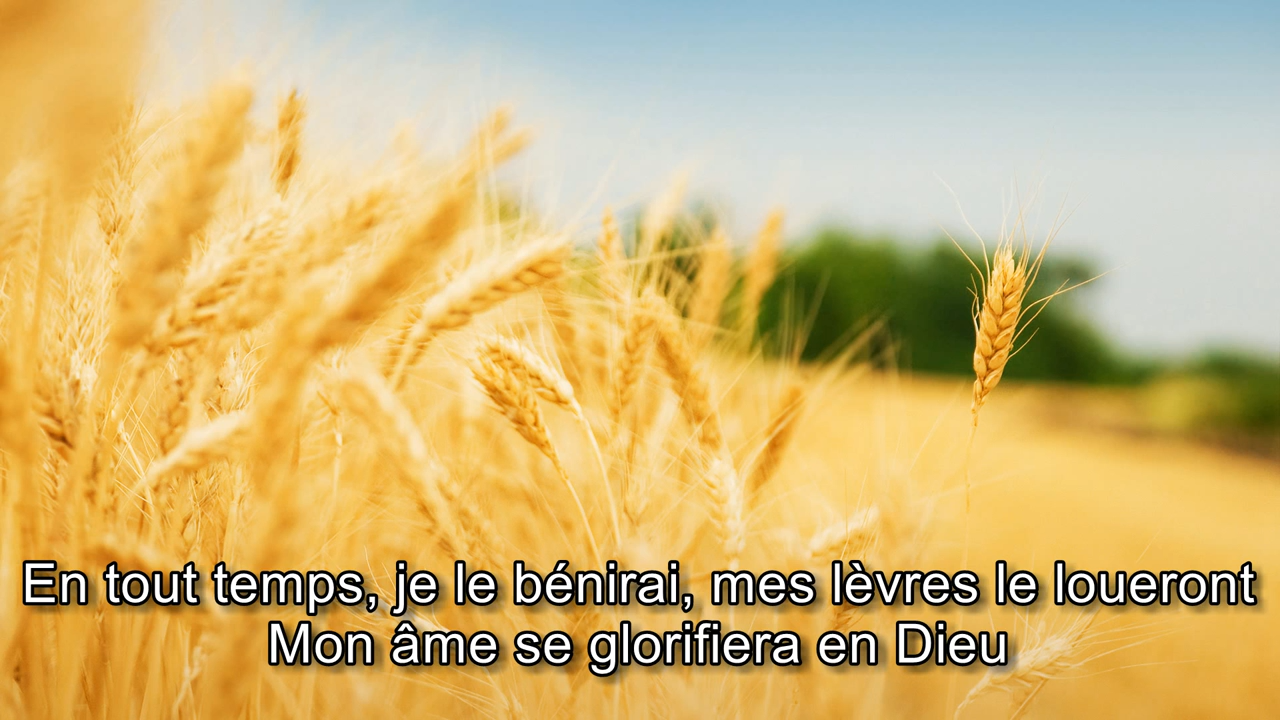 En tout temps, je le bénirai, mes lèvres le loueront
Mon âme se glorifiera en Dieu